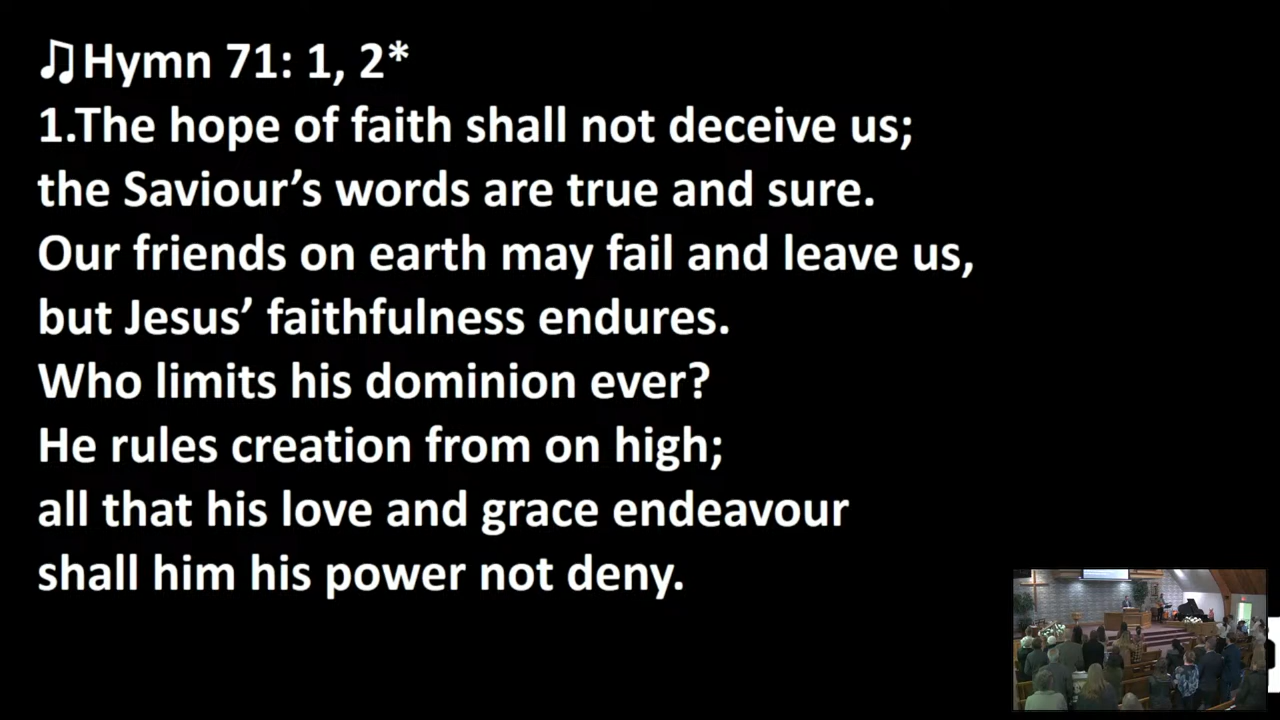 ♫Hymn 71: 1, 2*
1.The hope of faith shall not deceive us;
the Saviour’s words are true and sure.
Our friends on earth may fail and leave us,
but Jesus’ faithfulness endures.
Who limits his dominion ever?
He rules creation from on high;
all that his love and grace endeavour
shall him his power not deny.